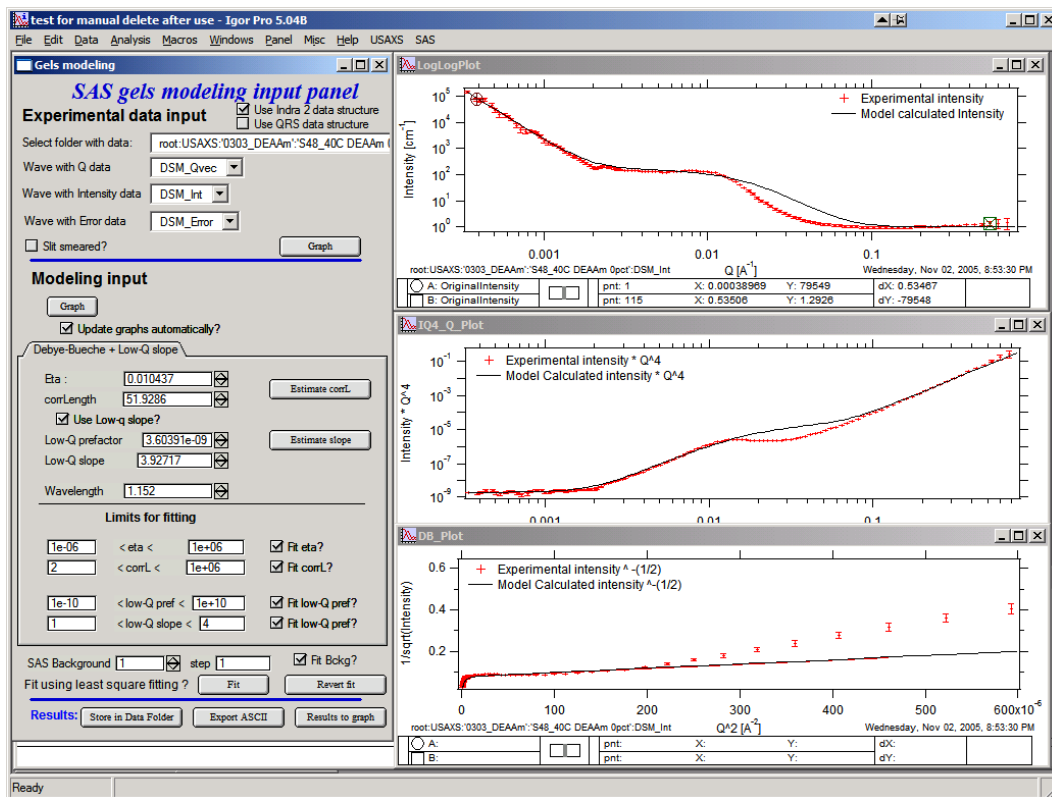 test for manual delete after use - Igor Pro 5.04B
File Edit Data Analysis Macros Windows Panel Misc Help USAXS SAS
Gels modeling
SAS gels modeling input panel
Experimental data input
Use Indra 2 data structure
Use QRS data structure
Select folder with data: root:USAXS:'0303_DEAAm':'S48_40C DEAAm 0
Wave with Q data DSM_Qvec
Wave with Intensity data DSM_Int
Wave with Error data DSM_Error
Slit smeared? Graph
Modeling input
Graph
Update graphs automatically?
Debye-Bueche + Low-Q slope
Eta : 0.010437
Estimate corrL
corrLength 51.9286
Use Low-q slope?
Low-Q prefactor 3.60391e-09 Estimate slope
Low-Q slope 3.92717
Wavelength 1.152
Limits for fitting
1e-06 < eta < 1e+06 Fit eta?
2 < corrL < 1e+06 Fit corrL?
1e-10 < low-Q pref < 1e+10 Fit low-Q pref?
1 < low-Q slope < 4 Fit low-Q pref?
SAS Background 1 step 1 Fit Bckg?
Fit using least square fitting ? Fit Revert fit
Results: Store in Data Folder Export ASCII Results to graph
Ready
LogLogPlot
Experimental intensity
Model calculated Intensity
Intensity [cm-1]
10^5
10^4
10^3
10^2
10^1
10^0
0.001 0.01 0.1
root:USAXS:'0303_DEAAm':'S48_40C DEAAm 0pct':DSM_Int Q [A-1] Wednesday, Nov 02, 2005, 8:53:30 PM
A: OriginalIntensity pnt: 1 X: 0.00038969 Y: 79549 dX: 0.53467
B: OriginalIntensity pnt: 115 X: 0.53506 Y: 1.2926 dY: -79548
IQ4_Q_Plot
Experimental intensity * Q^4
Model Calculated intensity * Q^4
Intensity * Q^4
10^-1
10^-3
10^-5
10^-7
10^-9
0.001 0.01 0.1
DB_Plot
Experimental intensity ^ -(1/2)
Model Calculated intensity ^-(1/2)
1/sqrt(Intensity)
0.6
0.4
0.2
0 100 200 300 400 500 600x10^-6
root:USAXS:'0303_DEAAm':'S48_40C DEAAm 0pct':DSM_Int Q^2 [A-2] Wednesday, Nov 02, 2005, 8:53:30 PM
A: pnt: X: Y: dX:
B: pnt: X: Y: dY: